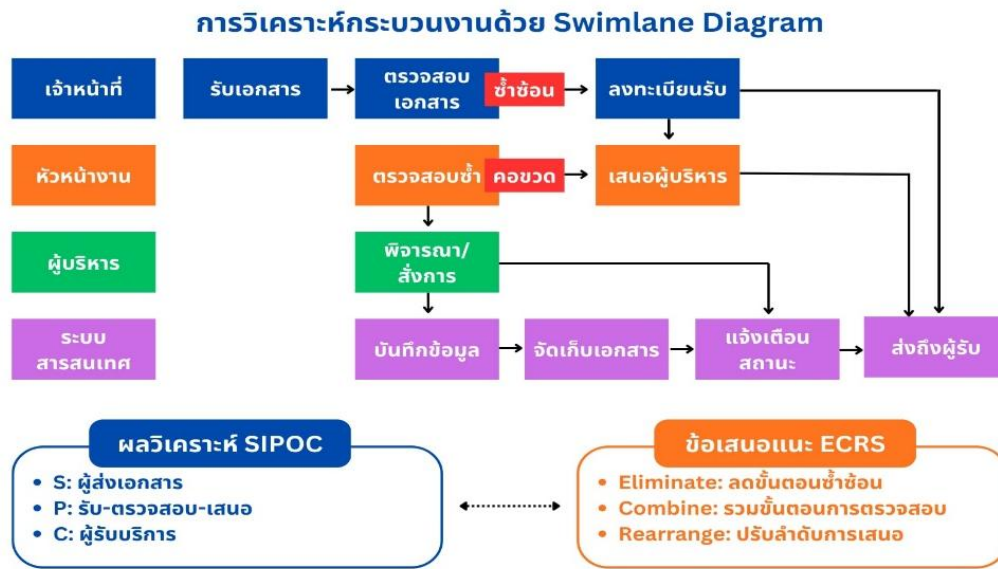 การวิเคราะห์กระบวนงานด้วย Swimlane Diagram
เจ้าหน้าที่
รับเอกสาร
ตรวจสอบ
เอกสาร
ซ้ำซ้อน
ลงทะเบียนรับ
หัวหน้างาน
ตรวจสอบซ้ำ
คอขวด
เสนอผู้บริหาร
ผู้บริหาร
พิจารณา/
สั่งการ
ระบบ
สารสนเทศ
บันทึกข้อมูล
จัดเก็บเอกสาร
แจ้งเตือน
สถานะ
ส่งถึงผู้รับ
ผลวิเคราะห์ SIPOC
• S: ผู้ส่งเอกสาร
• P: รับ-ตรวจสอบ-เสนอ
• C: ผู้รับบริการ
ข้อเสนอแนะ ECRS
• Eliminate: ลดขั้นตอนซ้ำซ้อน
• Combine: รวมขั้นตอนการตรวจสอบ
• Rearrange: ปรับลำดับการเสนอ